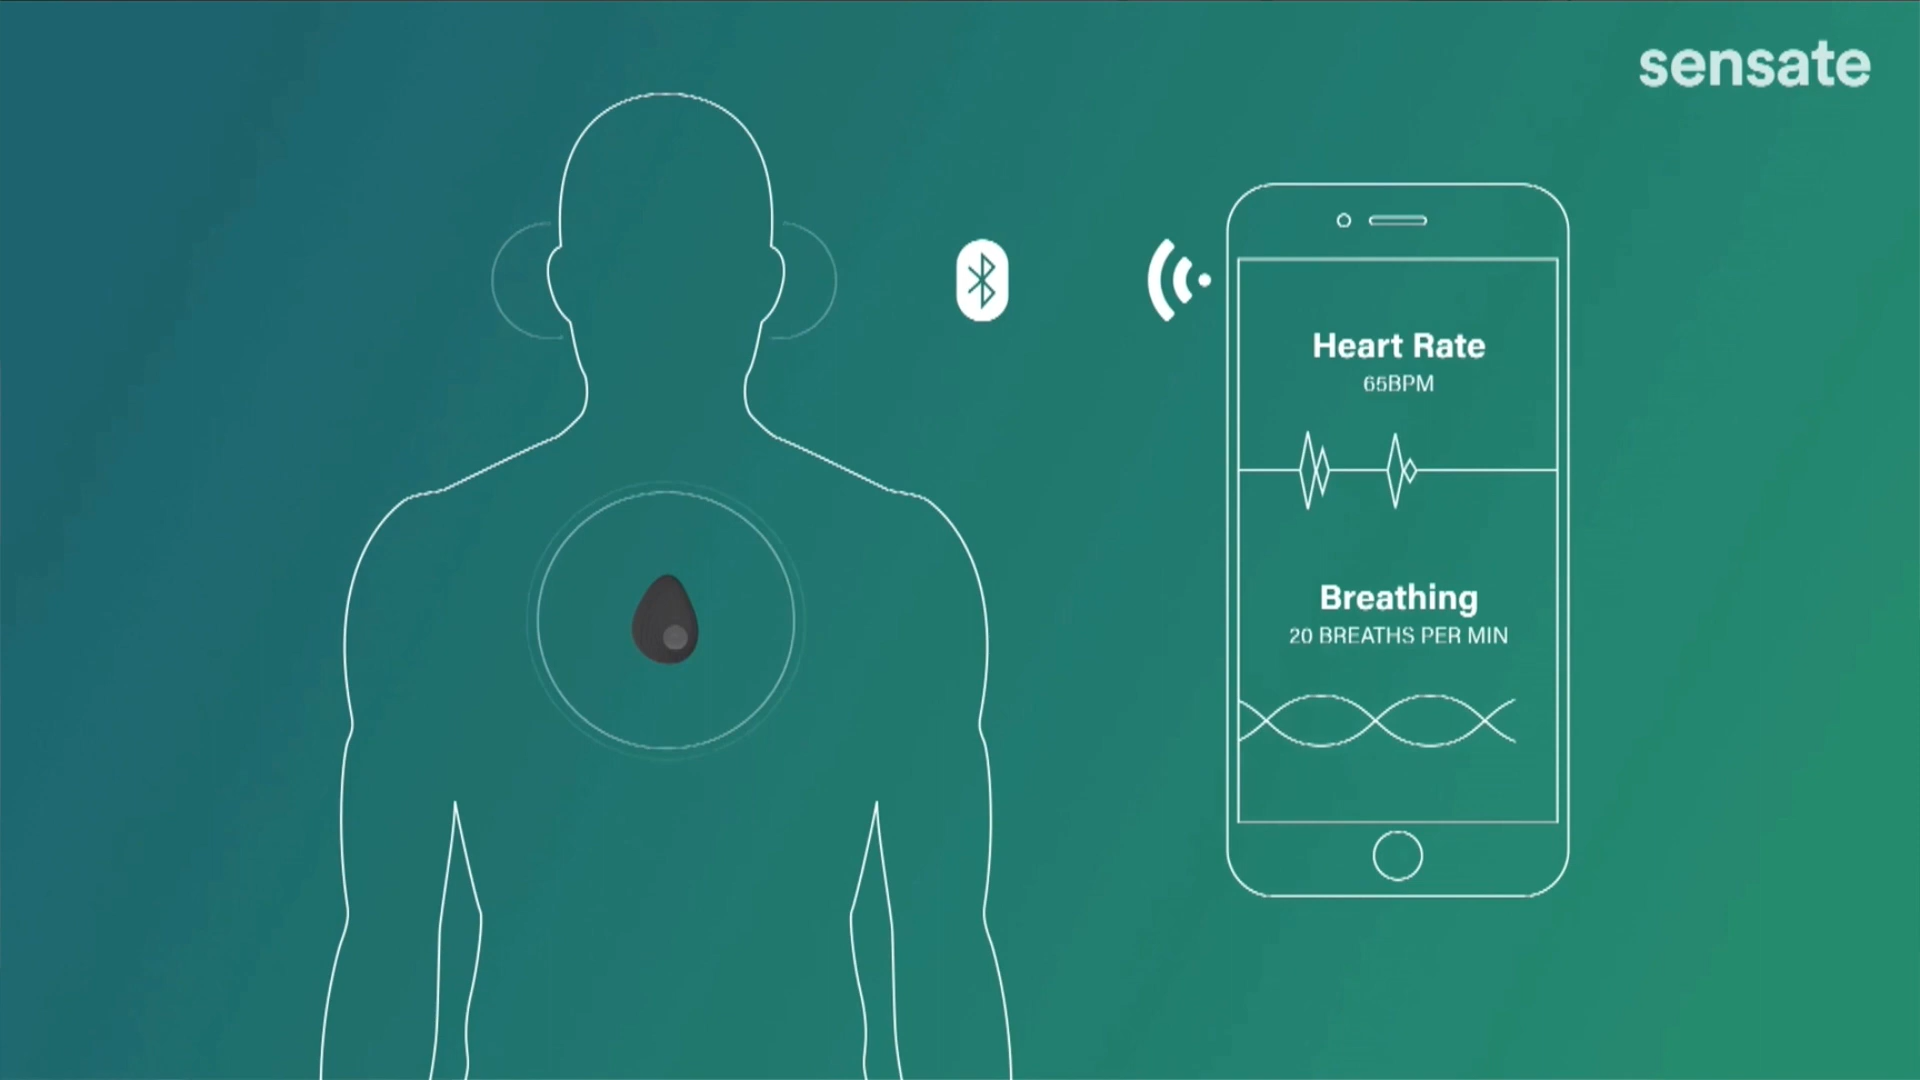 sensate
Heart Rate
65BPM
Breathing
20 BREATHS PER MIN